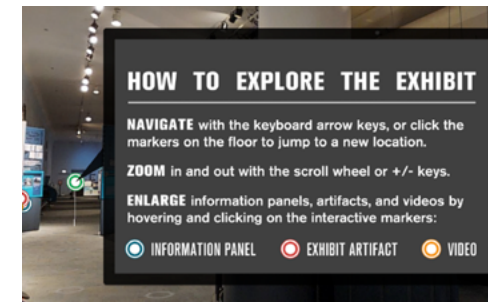 HOW TO EXPLORE THE EXHIBIT
NAVIGATE with the keyboard arrow keys, or click the
markers on the floor to jump to a new location.
ZOOM in and out with the scroll wheel or +/- keys.
ENLARGE information panels, artifacts, and videos by
hovering and clicking on the interactive markers:
INFORMATION PANEL EXHIBIT ARTIFACT VIDEO